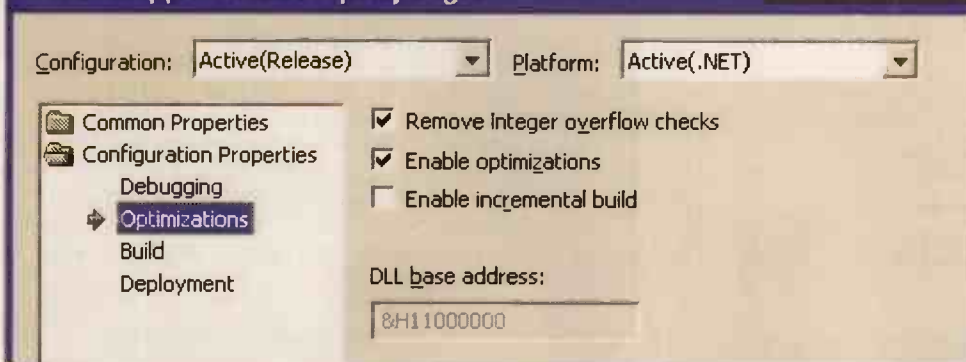 Configuration: Active(Release) Platform: Active(.NET)
Common Properties
Configuration Properties
Debugging
Optimizations
Build
Deployment
Remove integer overflow checks
Enable optimizations
Enable incremental build
DLL base address:
&H11000000